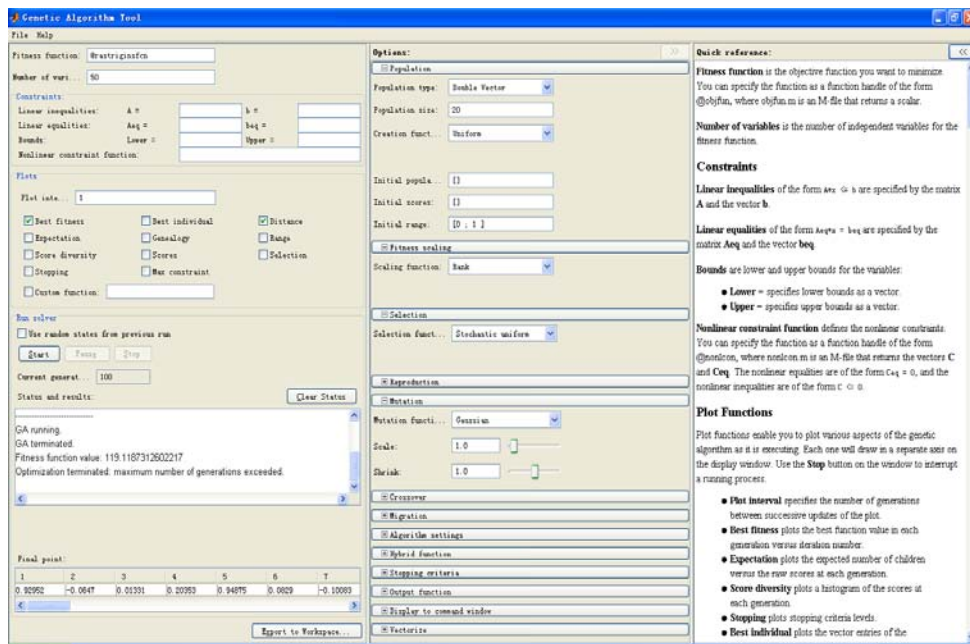 Genetic Algorithm Tool
File Help
Fitness function: @rastriginsfcn
Number of vari... 50
Constraints:
Linear inequalities: A = b =
Linear equalities: Aeq = beq =
Bounds: Lower = Upper =
Nonlinear constraint function:
Plots
Plot inte... 1
Best fitness Best individual Distance
Expectation Genealogy Range
Score diversity Scores Selection
Stopping Max constraint
Custom function:
Run solver
Use random states from previous run
Start Pause Stop
Current generat... 100
Status and results: Clear Status
GA running.
GA terminated.
Fitness function value: 119.1187312602217
Optimization terminated: maximum number of generations exceeded.
Final point:
1 2 3 4 5 6 7
0.92952 -0.0647 0.01331 0.20353 0.94875 0.0829 -0.10083
Export to Workspace...
Options: >>
Population
Population type: Double Vector
Population size: 20
Creation funct... Uniform
Initial popula... []
Initial scores: []
Initial range: [0 ; 1 ]
Fitness scaling
Scaling function: Rank
Selection
Selection funct... Stochastic uniform
Reproduction
Mutation
Mutation functi... Gaussian
Scale: 1.0
Shrink: 1.0
Crossover
Migration
Algorithm settings
Hybrid function
Stopping criteria
Output function
Display to command window
Vectorize
Quick reference: <<
Fitness function is the objective function you want to minimize.
You can specify the function as a function handle of the form
@objfun, where objfun.m is an M-file that returns a scalar.
Number of variables is the number of independent variables for the
fitness function.
Constraints
Linear inequalities of the form A*x <= b are specified by the matrix
A and the vector b.
Linear equalities of the form Aeq*x = beq are specified by the
matrix Aeq and the vector beq.
Bounds are lower and upper bounds for the variables:
● Lower = specifies lower bounds as a vector.
● Upper = specifies upper bounds as a vector.
Nonlinear constraint function defines the nonlinear constraints.
You can specify the function as a function handle of the form
@nonlcon, where nonlcon.m is an M-file that returns the vectors C
and Ceq. The nonlinear equalities are of the form Ceq = 0, and the
nonlinear inequalities are of the form C <= 0.
Plot Functions
Plot functions enable you to plot various aspects of the genetic
algorithm as it is executing. Each one will draw in a separate axis on
the display window. Use the Stop button on the window to interrupt
a running process.
● Plot interval specifies the number of generations
between successive updates of the plot.
● Best fitness plots the best function value in each
generation versus iteration number.
● Expectation plots the expected number of children
versus the raw scores at each generation.
● Score diversity plots a histogram of the scores at
each generation.
● Stopping plots stopping criteria levels.
● Best individual plots the vector entries of the